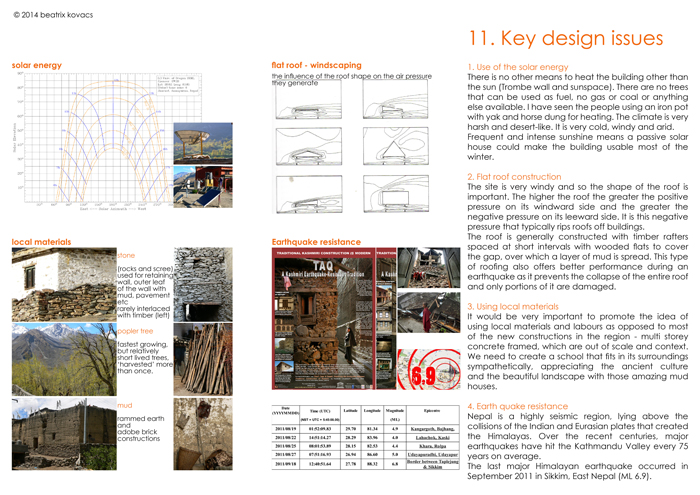 © 2014 beatrix kovacs
11. Key design issues
solar energy
flat roof - windscaping
the influence of the roof shape on the air pressure
they generate
local materials
stone
(rocks and scree)
used for retaining
wall, outer leaf
of the wall with
mud, pavement
etc
rarely interlaced
with timber (left)
popler tree
fastest growing,
but relatively
short lived trees,
'harvested' more
than once.
mud
rammed earth
and
adobe brick
constructions
Earthquake resistance
TRADITIONAL KASHMIRI CONSTRUCTION
TAQ
A Kashmiri Earthquake-Resistant Tradition
6.9
Date (YYYY/MM/DD) Time (UTC) Latitude Longitude Magnitude (ML) Epicentre
2011/08/19 01:52:09.83 29.70 81.34 4.9 Kangargeth, Bajhang,
2011/08/22 14:51:14.27 28.29 83.96 4.0 Lahachok, Kaski
2011/08/25 08:01:53.89 28.15 82.53 4.4 Khara, Rolpa
2011/08/27 07:51:16.93 26.94 86.60 5.0 Udayapurgadhi, Udayapur
2011/09/18 12:40:51.64 27.78 88.32 6.8 Border between Taplejung & Sikkim
1. Use of the solar energy
There is no other means to heat the building other than
the sun (Trombe wall and sunspace). There are no trees
that can be used as fuel, no gas or coal or anything
else available. I have seen the people using an iron pot
with yak and horse dung for heating. The climate is very
harsh and desert-like. It is very cold, windy and arid.
Frequent and intense sunshine means a passive solar
house could make the building usable most of the
winter.
2. Flat root construction
The site is very windy and so the shape of the roof is
important. The higher the roof the greater the positive
pressure on its windward side and the greater the
negative pressure on its leeward side. It is this negative
pressure that typically rips roofs off buildings.
The roof is generally constructed with timber rafters
spaced at short intervals with wooded flats to cover
the gap, over which a layer of mud is spread. This type
of roofing also offers better performance during an
earthquake as it prevents the collapse of the entire roof
and only portions of it are damaged.
3. Using local materials
It would be very important to promote the idea of
using local materials and labours as opposed to most
of the new constructions in the region - multi storey
concrete framed, which are out of scale and context.
We need to create a school that fits in its surroundings
sympathetically, appreciating the ancient culture
and the beautiful landscape with those amazing mud
houses.
4. Earth quake resistance
Nepal is a highly seismic region, lying above the
collisions of the Indian and Eurasian plates that created
the Himalayas. Over the recent centuries, major
earthquakes have hit the Kathmandu Valley every 75
years on average.
The last major Himalayan earthquake occurred in
September 2011 in Sikkim, East Nepal (ML 6.9).